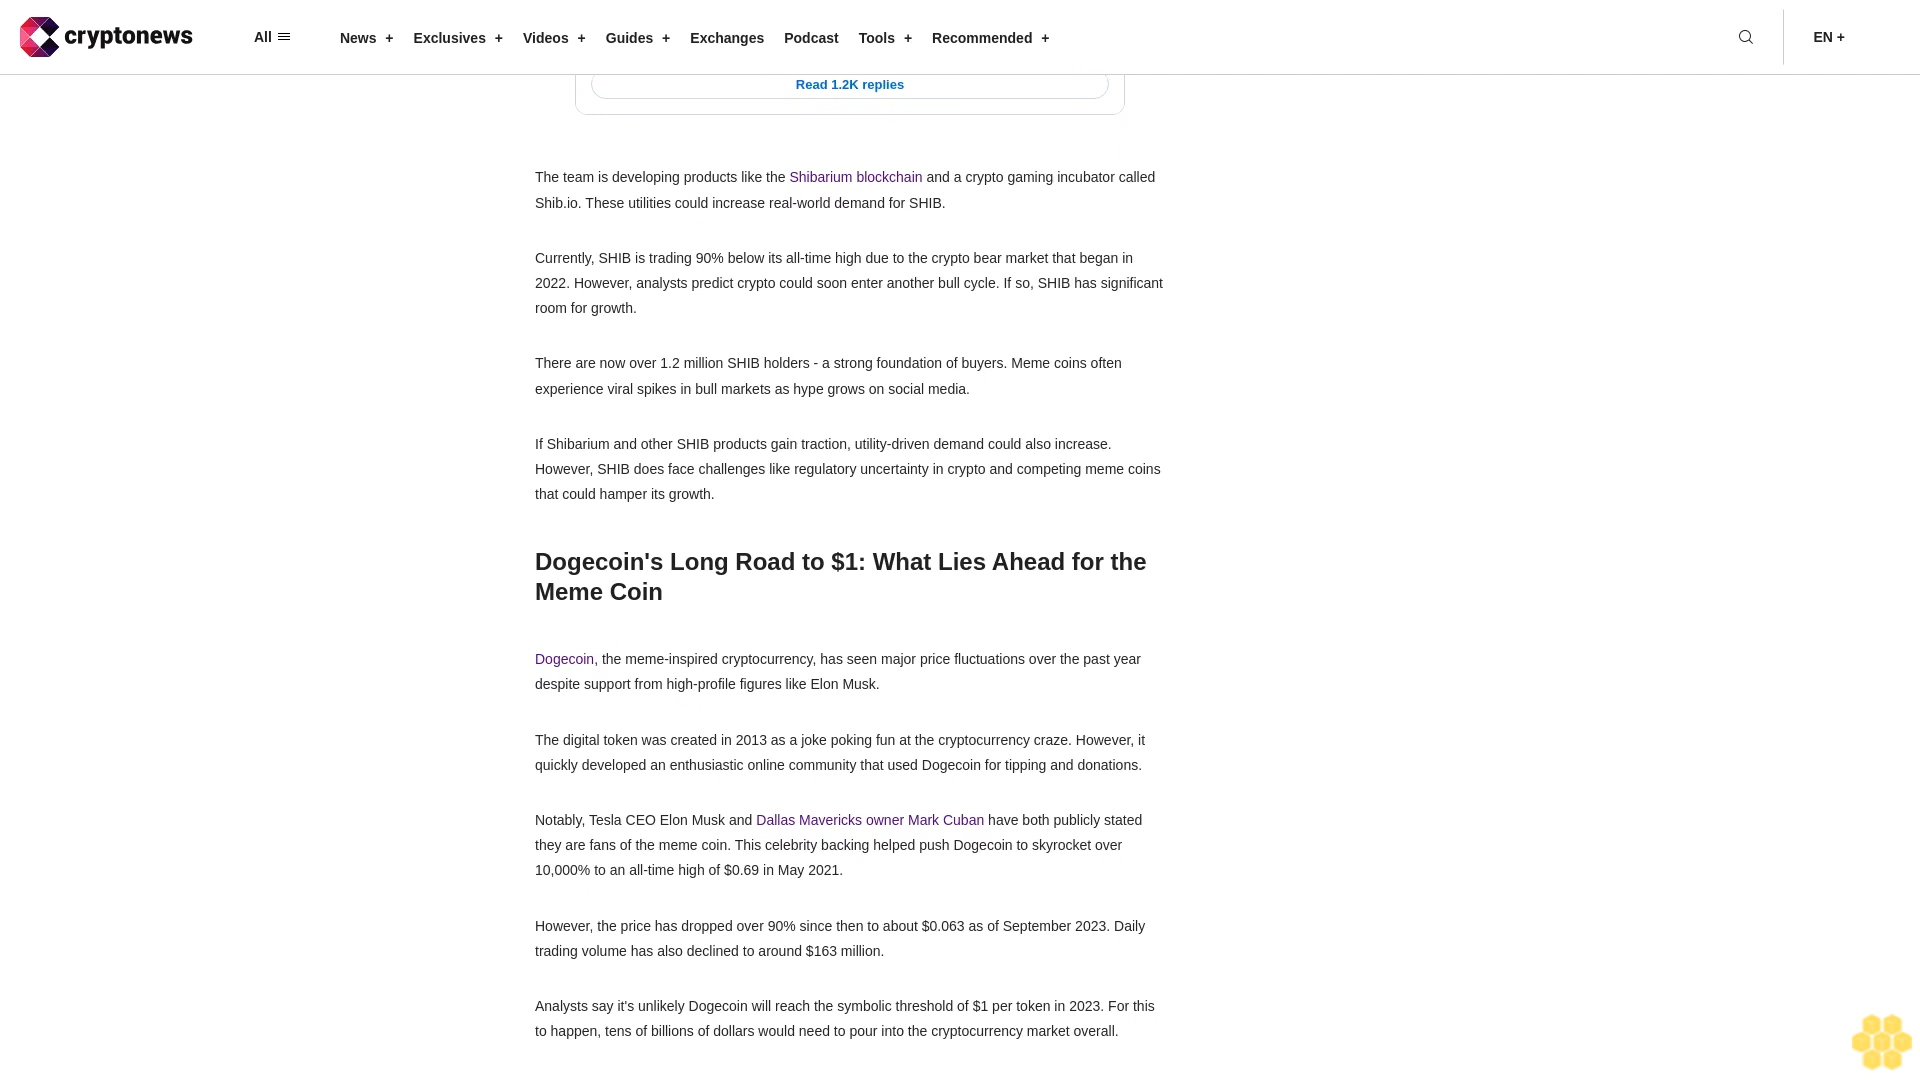 cryptonews
All
News +
Exclusives +
Videos +
Guides +
Exchanges
Podcast
Tools +
Recommended +
EN +
Read 1.2K replies
The team is developing products like the Shibarium blockchain and a crypto gaming incubator called
Shib.io. These utilities could increase real-world demand for SHIB.
Currently, SHIB is trading 90% below its all-time high due to the crypto bear market that began in
2022. However, analysts predict crypto could soon enter another bull cycle. If so, SHIB has significant
room for growth.
There are now over 1.2 million SHIB holders - a strong foundation of buyers. Meme coins often
experience viral spikes in bull markets as hype grows on social media.
If Shibarium and other SHIB products gain traction, utility-driven demand could also increase.
However, SHIB does face challenges like regulatory uncertainty in crypto and competing meme coins
that could hamper its growth.
Dogecoin's Long Road to $1: What Lies Ahead for the
Meme Coin
Dogecoin, the meme-inspired cryptocurrency, has seen major price fluctuations over the past year
despite support from high-profile figures like Elon Musk.
The digital token was created in 2013 as a joke poking fun at the cryptocurrency craze. However, it
quickly developed an enthusiastic online community that used Dogecoin for tipping and donations.
Notably, Tesla CEO Elon Musk and Dallas Mavericks owner Mark Cuban have both publicly stated
they are fans of the meme coin. This celebrity backing helped push Dogecoin to skyrocket over
10,000% to an all-time high of $0.69 in May 2021.
However, the price has dropped over 90% since then to about $0.063 as of September 2023. Daily
trading volume has also declined to around $163 million.
Analysts say it's unlikely Dogecoin will reach the symbolic threshold of $1 per token in 2023. For this
to happen, tens of billions of dollars would need to pour into the cryptocurrency market overall.